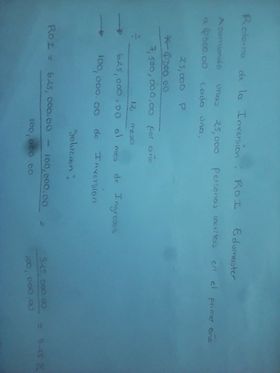 Retorno de la Inversión: ROI Edumaster
Asumiendo unas 25,000 personas inscritas en el primer año
a $300.00 cada una.
25,000 P
* $300.00
7,500,000.00 por año
÷ 12 meses
→ 625,000.00 al mes de Ingresos
→ 100,000.00 de Inversión
Solución:
ROI = 625,000.00 - 100,000.00 = 525,000.00 =
100,000.00 100,000.00